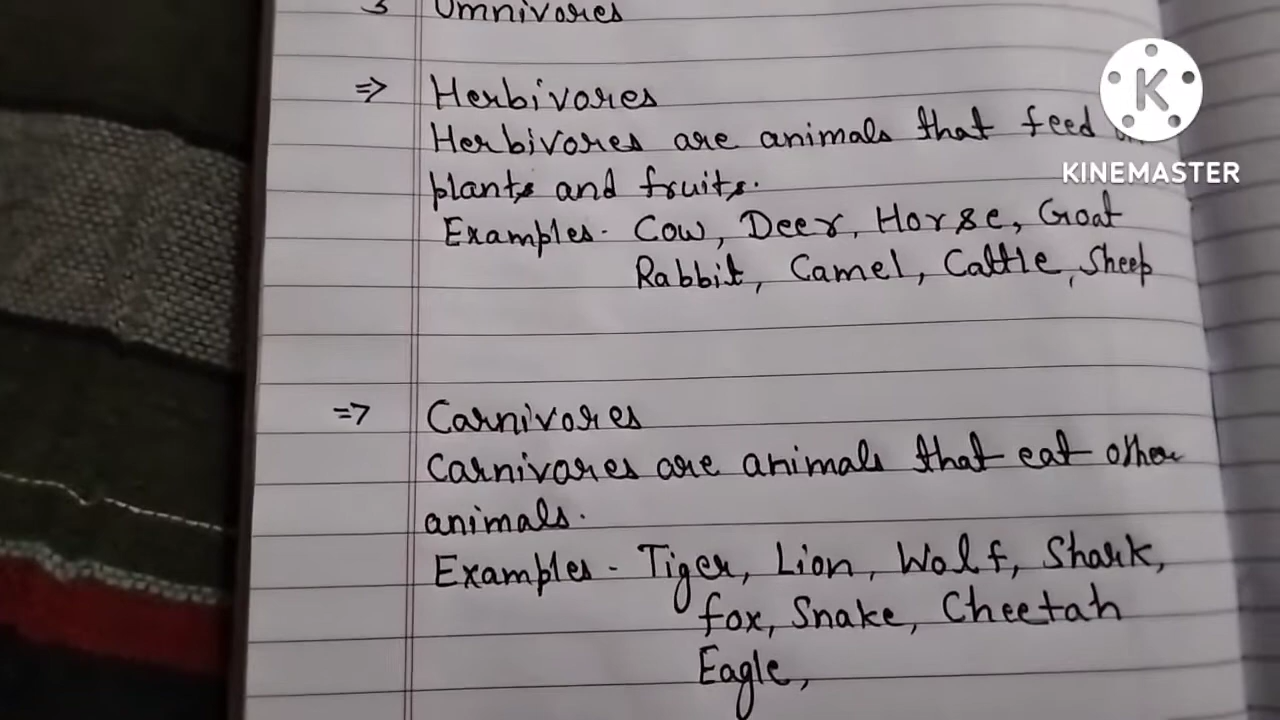 3 Omnivores
⇒ Herbivores
Herbivores are animals that feed
plants and fruits.
Examples- Cow, Deer, Horse, Goat
Rabbit, Camel, Cattle, Sheep
⇒ Carnivores
Carnivores are animals that eat other
animals.
Examples - Tiger, Lion, Wolf, Shark,
fox, Snake, Cheetah
Eagle,
K
KINEMASTER